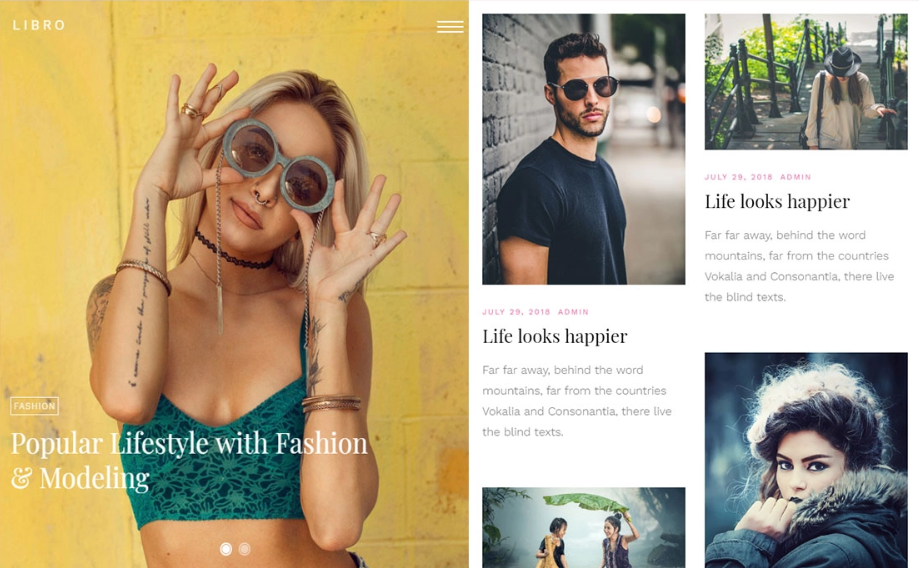 LIBRO
FASHION
Popular Lifestyle with Fashion
& Modeling
JULY 29, 2018 ADMIN
Life looks happier
Far far away, behind the word
mountains, far from the countries
Vokalia and Consonantia, there live
the blind texts.
JULY 29, 2018 ADMIN
Life looks happier
Far far away, behind the word
mountains, far from the countries
Vokalia and Consonantia, there live
the blind texts.